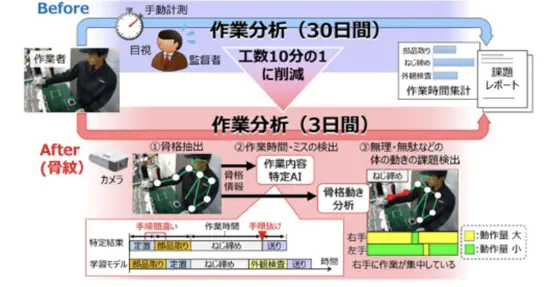 Before
手動計測
作業分析(30日間)
目視
監督者
作業者
工数10分の1
に削減
部品取り
ねじ締め
外観検査
作業時間集計
課題
レポート
作業分析(3日間)
After
(骨紋)
カメラ
①骨格抽出
②作業時間・ミスの検出
③無理・無駄などの
体の動きの課題検出
骨格
情報
作業内容
特定AI
骨格動き
分析
ねじ締め
手順間違い
作業時間
手順抜け
特定結果
定置
部品取り
ねじ締め
送り
学習モデル
部品取り
定置
ねじ締め
外観検査
送り
時間
右手
左手
:動作量 大
:動作量 小
右手に作業が集中している